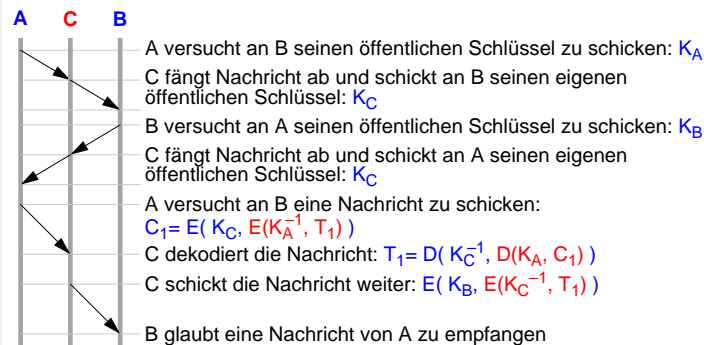 A C B
A versucht an B seinen öffentlichen Schlüssel zu schicken: K_A
C fängt Nachricht ab und schickt an B seinen eigenen
öffentlichen Schlüssel: K_C
B versucht an A seinen öffentlichen Schlüssel zu schicken: K_B
C fängt Nachricht ab und schickt an A seinen eigenen
öffentlichen Schlüssel: K_C
A versucht an B eine Nachricht zu schicken:
C_1= E( K_C, E(K_A^−1, T_1) )
C dekodiert die Nachricht: T_1= D( K_C^−1, D(K_A, C_1) )
C schickt die Nachricht weiter: E( K_B, E(K_C^−1, T_1) )
B glaubt eine Nachricht von A zu empfangen